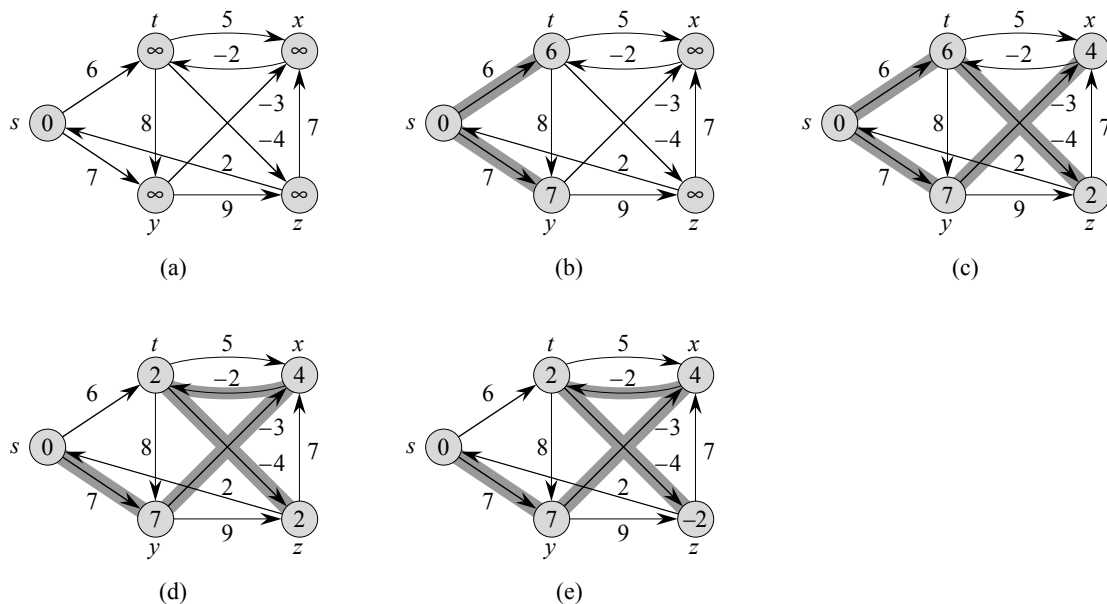 t 5 x
∞ −2 ∞
6
s 0 8 −3 7
−4
7 2
∞ 9 ∞
y z
(a)
t 5 x
6 −2 ∞
6
s 0 8 −3 7
−4
7 2
7 9 ∞
y z
(b)
t 5 x
6 −2 4
6
s 0 8 −3 7
−4
7 2
7 9 2
y z
(c)
t 5 x
2 −2 4
6
s 0 8 −3 7
−4
7 2
7 9 2
y z
(d)
t 5 x
2 −2 4
6
s 0 8 −3 7
−4
7 2
7 9 −2
y z
(e)